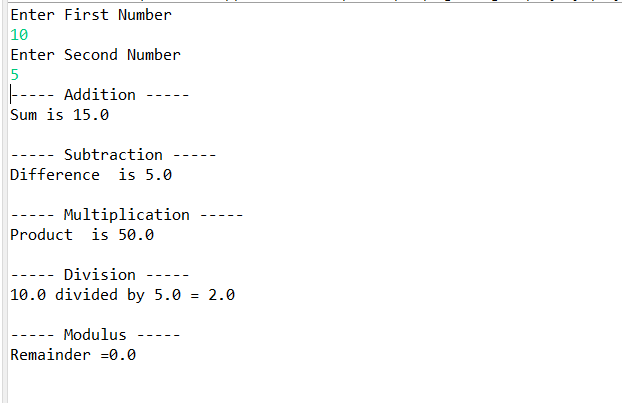 Enter First Number
10
Enter Second Number
5
----- Addition -----
Sum is 15.0
----- Subtraction -----
Difference  is 5.0
----- Multiplication -----
Product  is 50.0
----- Division -----
10.0 divided by 5.0 = 2.0
----- Modulus -----
Remainder =0.0